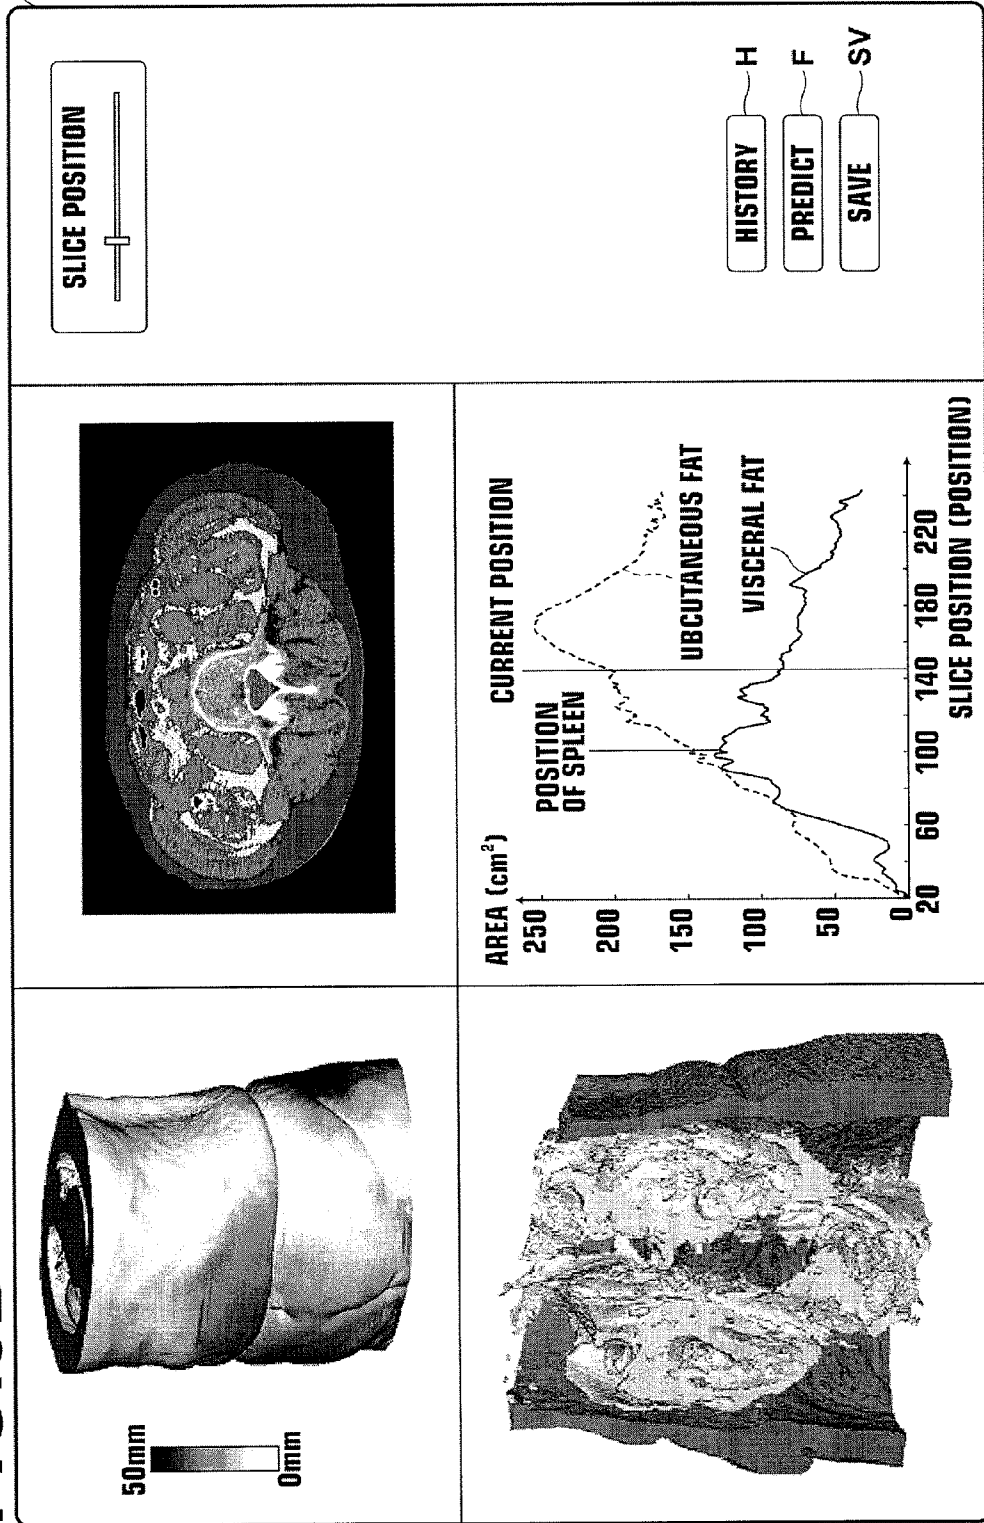 50mm
0mm
SLICE POSITION
AREA (cm²)
250
200
150
100
50
0
20
60
100
140
180
220
SLICE POSITION (POSITION)
POSITION
OF SPLEEN
CURRENT POSITION
UBCUTANEOUS FAT
VISCERAL FAT
HISTORY H
PREDICT F
SAVE SV